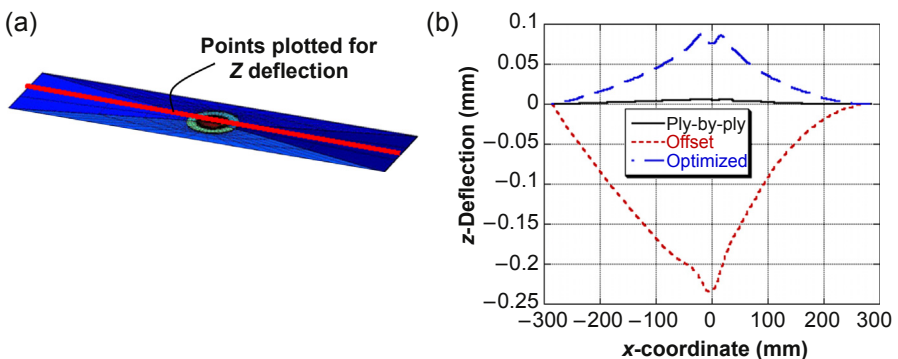 (a)
Points plotted for
Z deflection
(b)
z-Deflection (mm)
0.1
0.05
0
−0.05
−0.1
−0.15
−0.2
−0.25
Ply-by-ply
Offset
Optimized
−300 −200 −100 0 100 200 300
x-coordinate (mm)